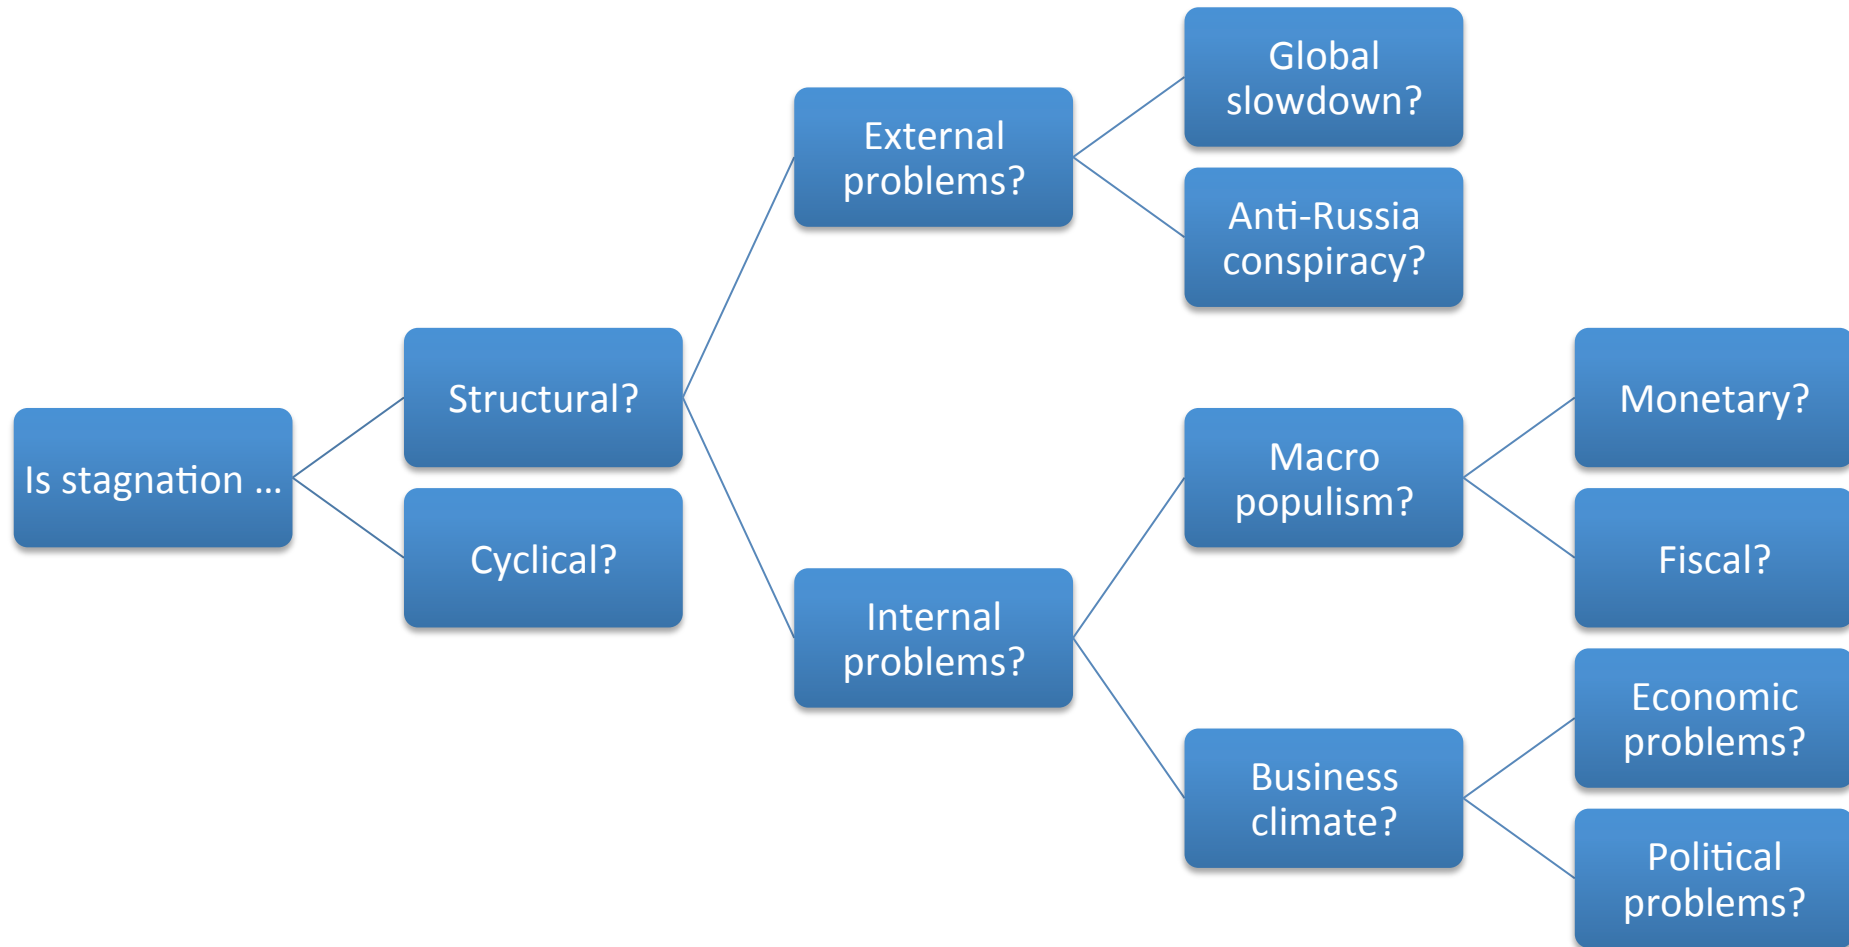 Is stagnation ...
Structural?
Cyclical?
External
problems?
Internal
problems?
Global
slowdown?
Anti-Russia
conspiracy?
Macro
populism?
Business
climate?
Monetary?
Fiscal?
Economic
problems?
Political
problems?